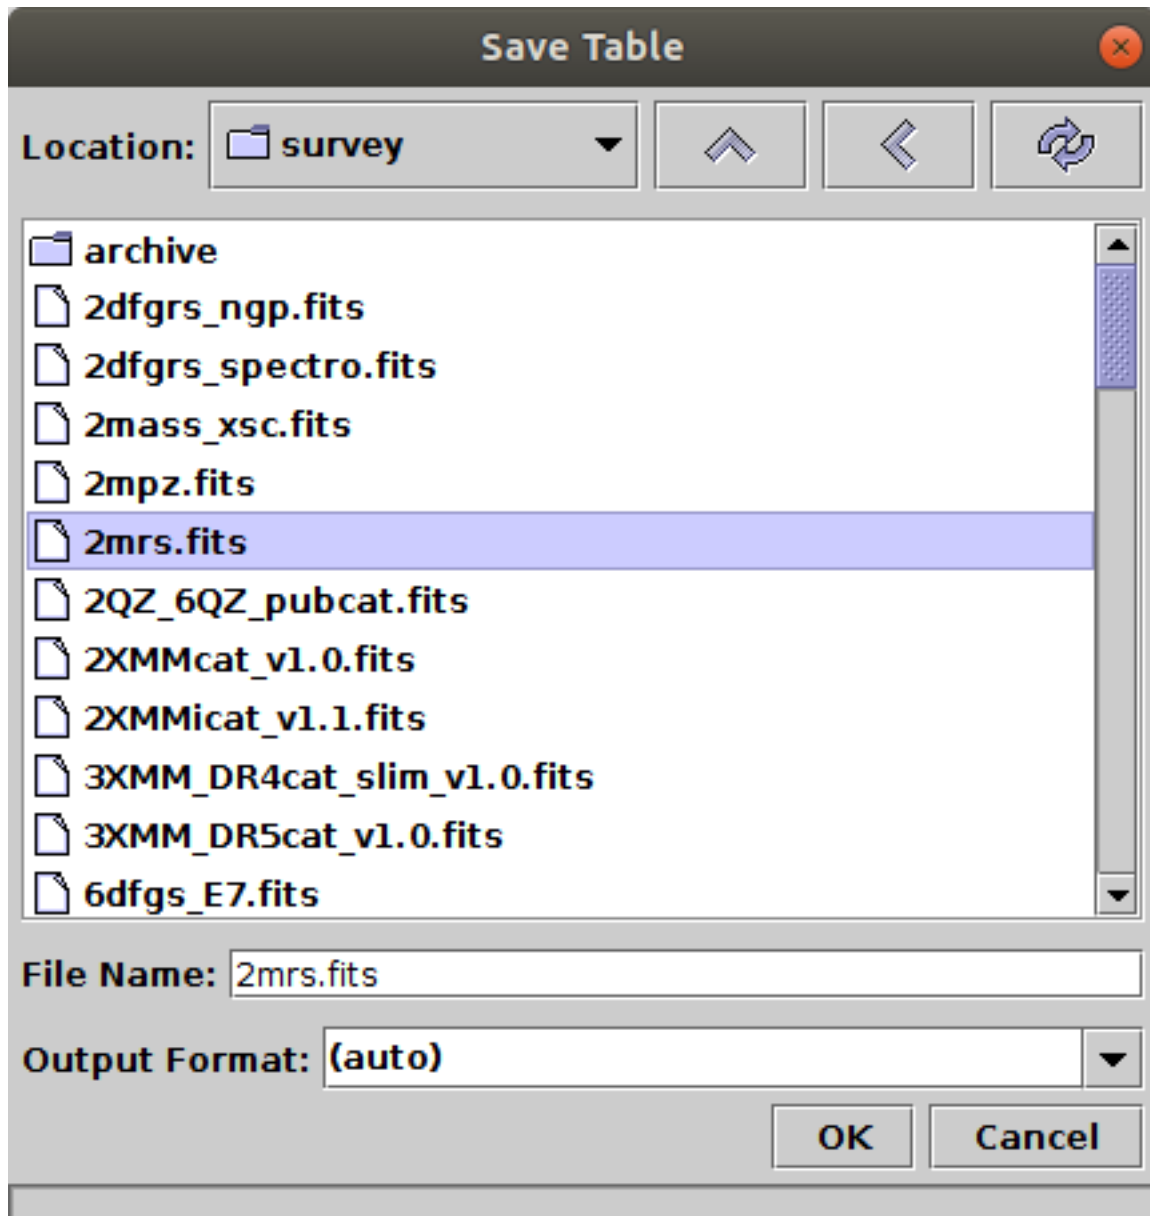 Save Table
Location: survey
archive
2dfgrs_ngp.fits
2dfgrs_spectro.fits
2mass_xsc.fits
2mpz.fits
2mrs.fits
2QZ_6QZ_pubcat.fits
2XMMcat_v1.0.fits
2XMMicat_v1.1.fits
3XMM_DR4cat_slim_v1.0.fits
3XMM_DR5cat_v1.0.fits
6dfgs_E7.fits
File Name: 2mrs.fits
Output Format: (auto)
OK Cancel